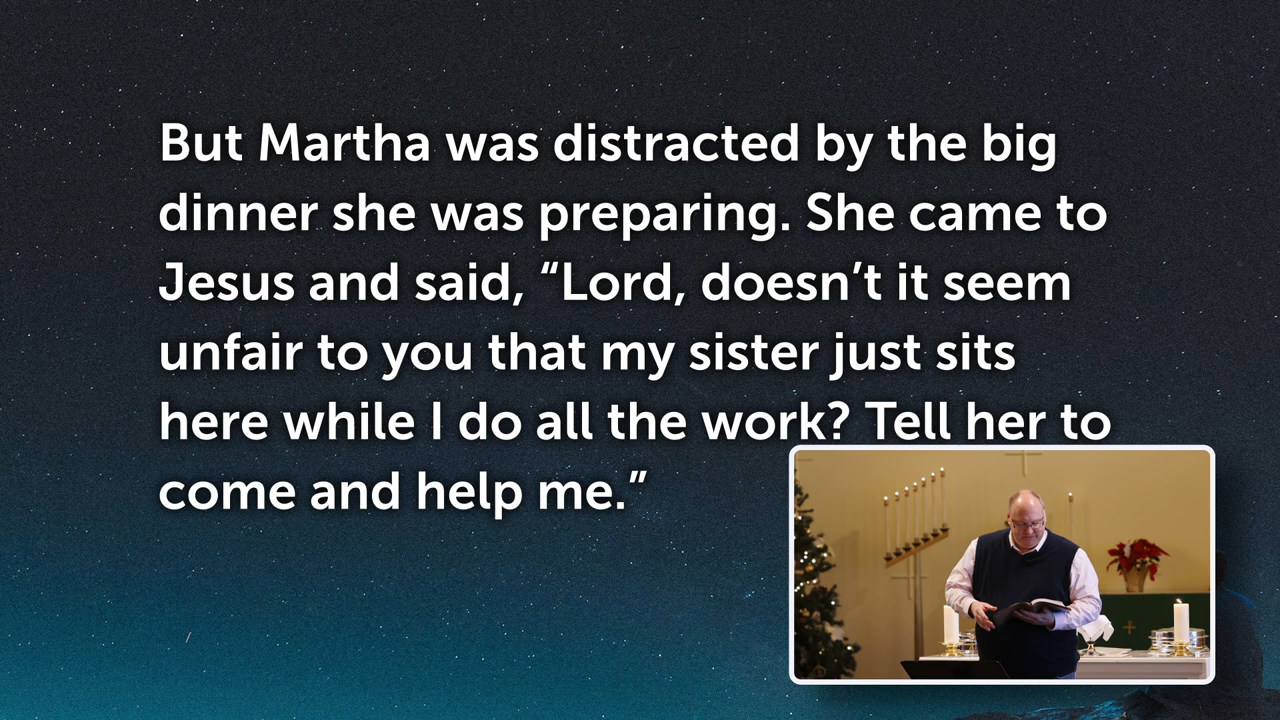 But Martha was distracted by the big
dinner she was preparing. She came to
Jesus and said, “Lord, doesn’t it seem
unfair to you that my sister just sits
here while I do all the work? Tell her to
come and help me.”